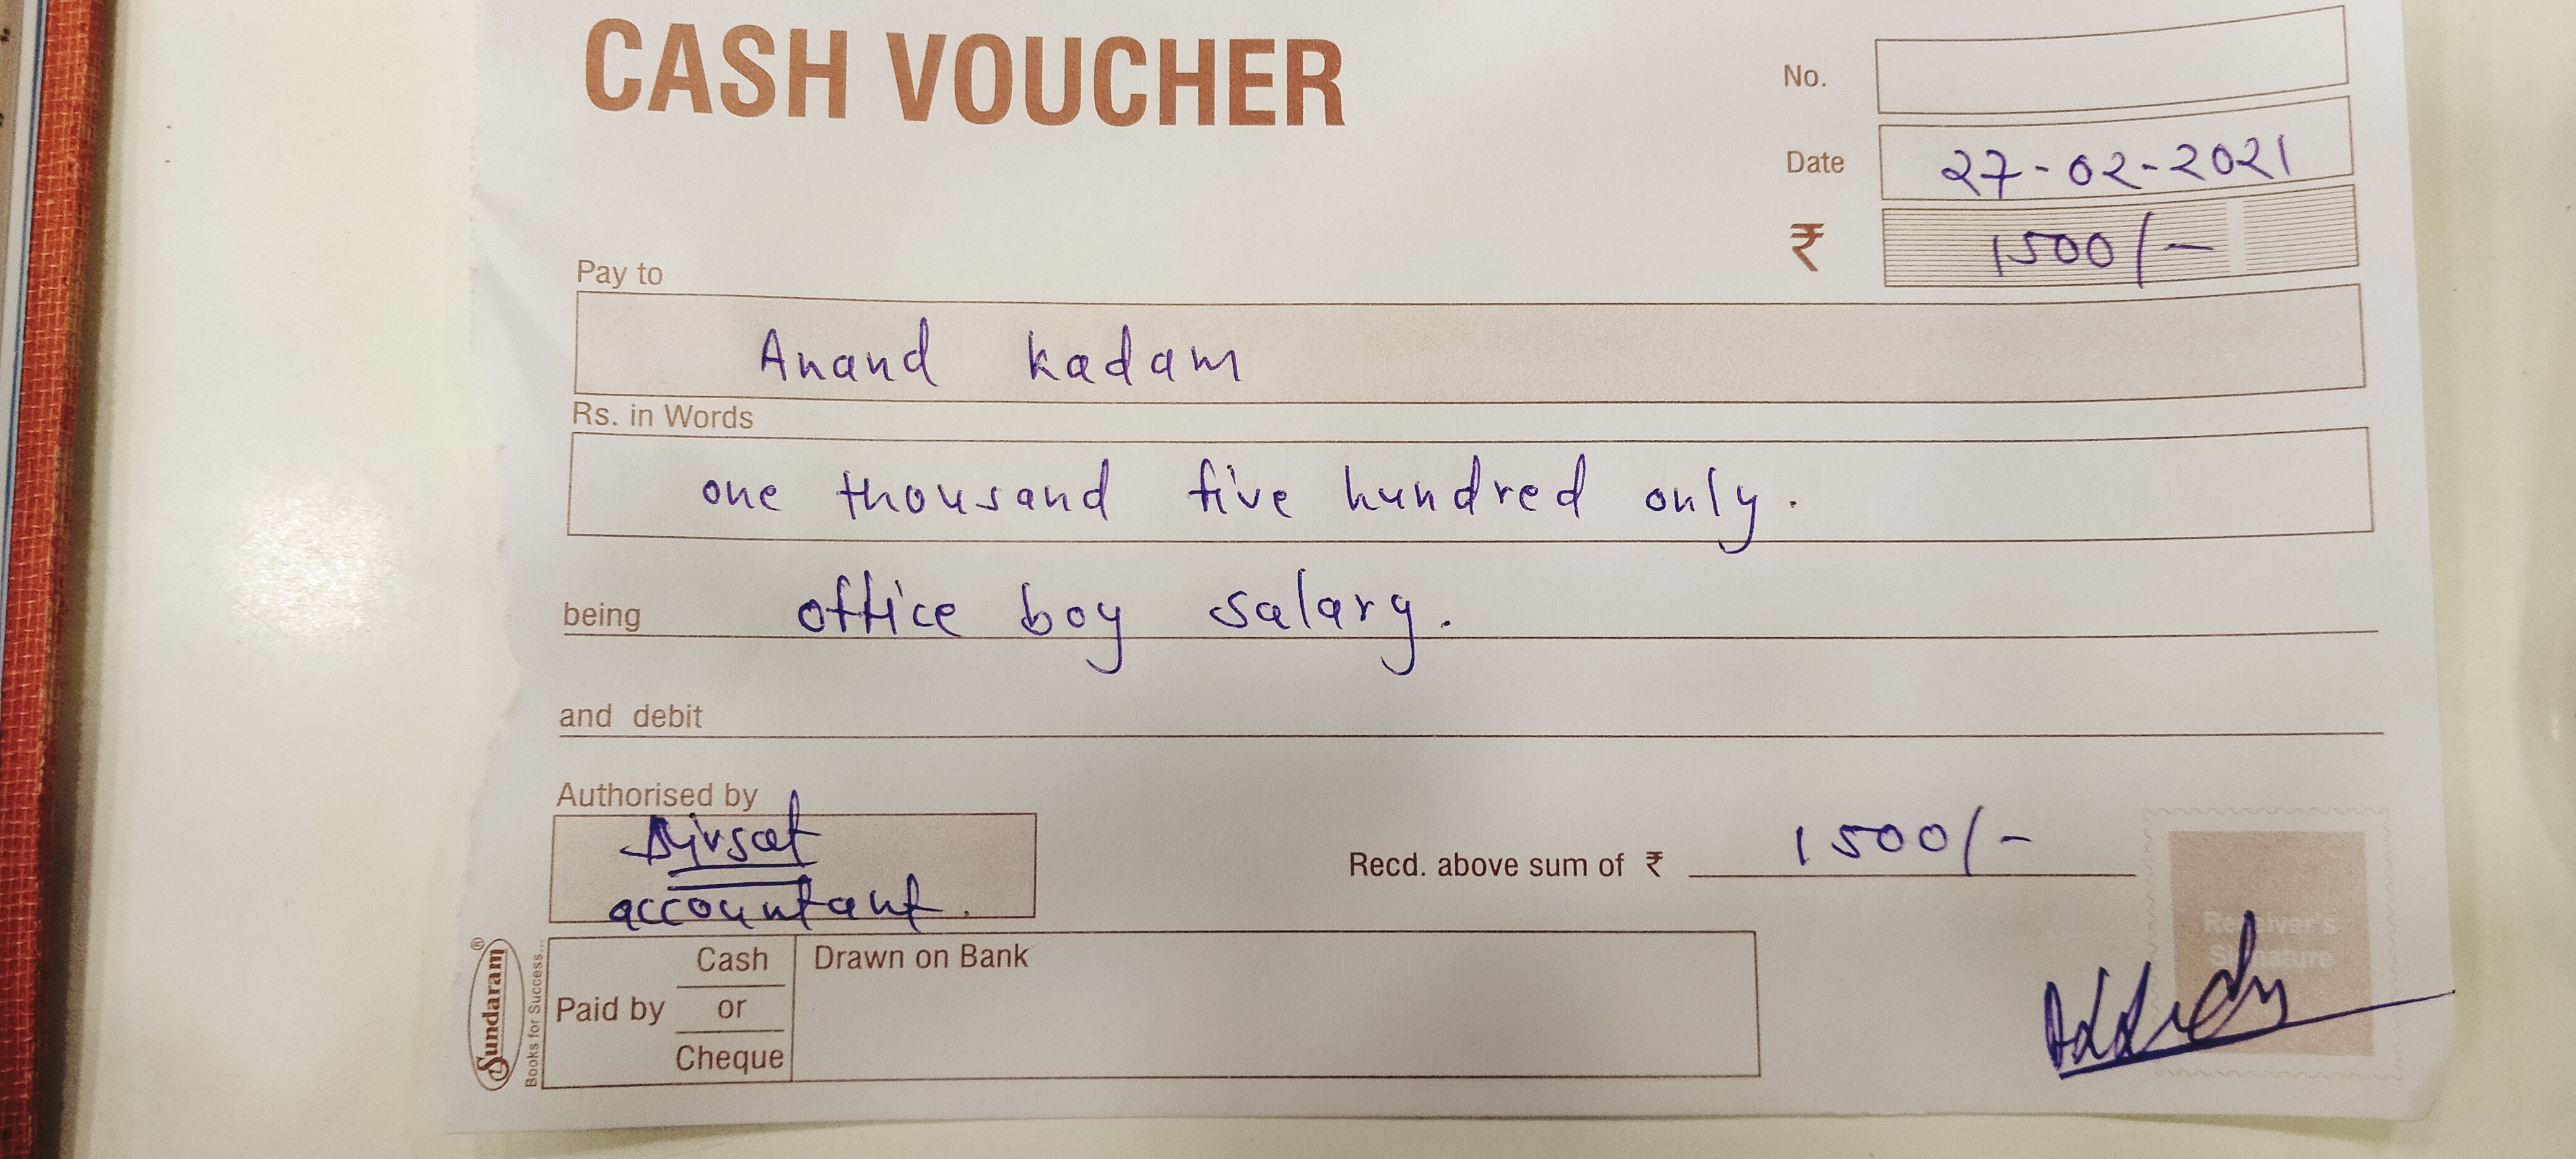 CASH VOUCHER
No.
Date 27-02-2021
₹ 1500/-
Pay to
Anand Kadam
Rs. in Words
one thousand five hundred only.
being office boy salary.
and debit
Authorised by
accountant.
Recd. above sum of ₹ 1500/-
Receiver's
Signature
Sundaram®
Books for Success...
Paid by Cash or Cheque
Drawn on Bank